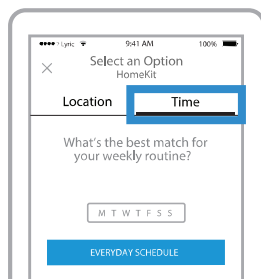 Lyric 9:41 AM 100%
Select an Option
HomeKit
Location Time
What's the best match for
your weekly routine?
M T W T F S S
EVERYDAY SCHEDULE